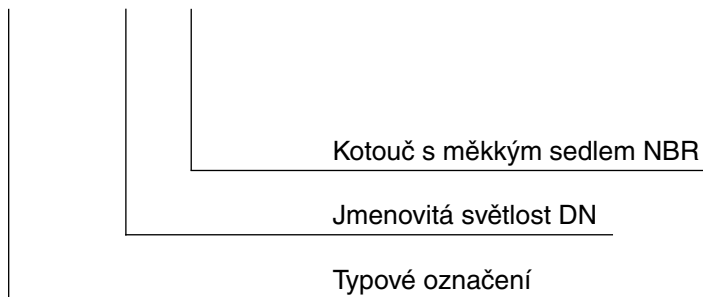 Kotouč s měkkým sedlem NBR
Jmenovitá světlost DN
Typové označení